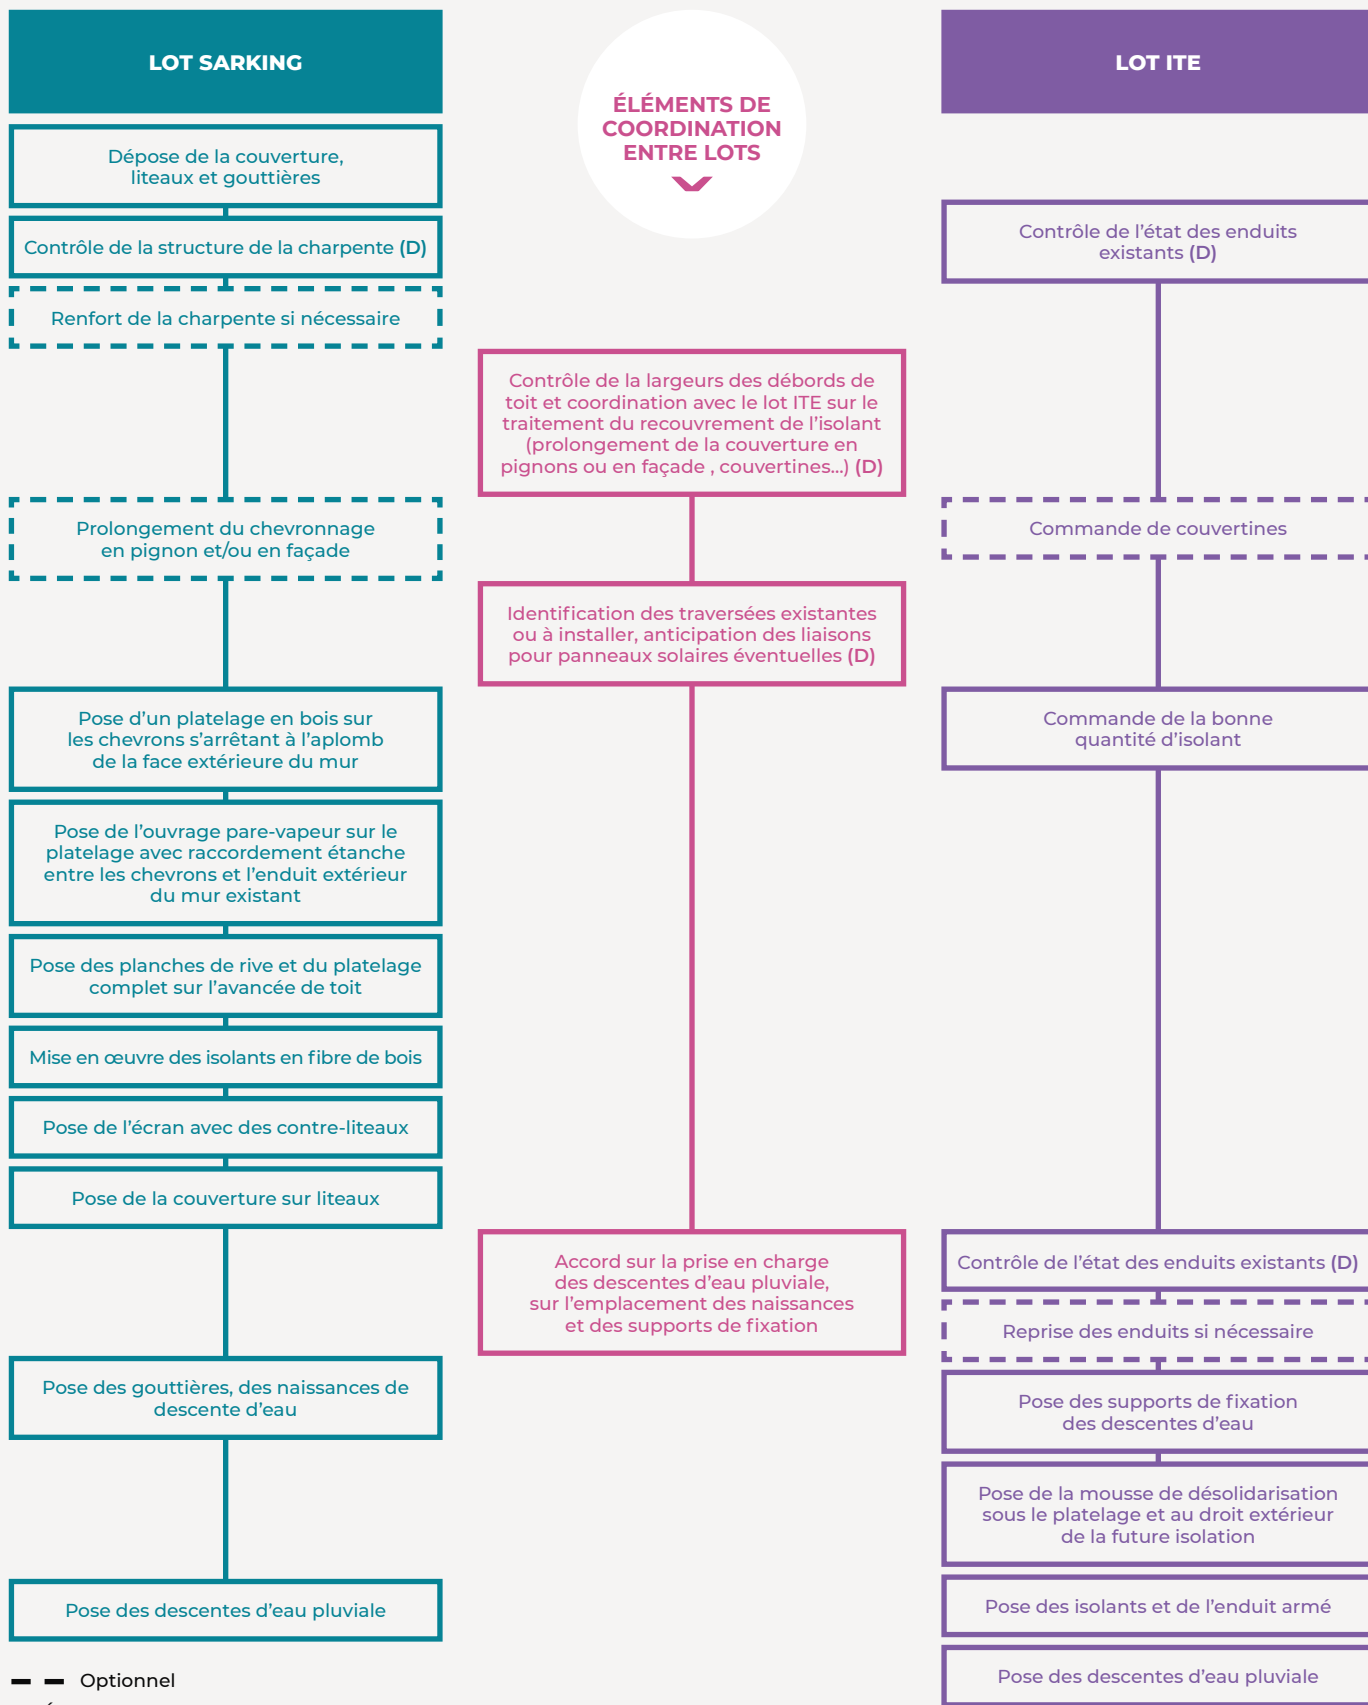 LOT SARKING
Dépose de la couverture,
liteaux et gouttières
Contrôle de la structure de la charpente (D)
Renfort de la charpente si nécessaire
Prolongement du chevronnage
en pignon et/ou en façade
Pose d'un platelage en bois sur
les chevrons s'arrêtant à l'aplomb
de la face extérieure du mur
Pose de l'ouvrage pare-vapeur sur le
platelage avec raccordement étanche
entre les chevrons et l'enduit extérieur
du mur existant
Pose des planches de rive et du platelage
complet sur l'avancée de toit
Mise en œuvre des isolants en fibre de bois
Pose de l'écran avec des contre-liteaux
Pose de la couverture sur liteaux
Pose des gouttières, des naissances de
descente d'eau
Pose des descentes d'eau pluviale
Optionnel
ÉLÉMENTS DE
COORDINATION
ENTRE LOTS
Contrôle de la largeurs des débords de
toit et coordination avec le lot ITE sur le
traitement du recouvrement de l'isolant
(prolongement de la couverture en
pignons ou en façade , couvertines...) (D)
Identification des traversées existantes
ou à installer, anticipation des liaisons
pour panneaux solaires éventuelles (D)
Accord sur la prise en charge
des descentes d'eau pluviale,
sur l'emplacement des naissances
et des supports de fixation
LOT ITE
Contrôle de l'état des enduits
existants (D)
Commande de couvertines
Commande de la bonne
quantité d'isolant
Contrôle de l'état des enduits existants (D)
Reprise des enduits si nécessaire
Pose des supports de fixation
des descentes d'eau
Pose de la mousse de désolidarisation
sous le platelage et au droit extérieur
de la future isolation
Pose des isolants et de l'enduit armé
Pose des descentes d'eau pluviale